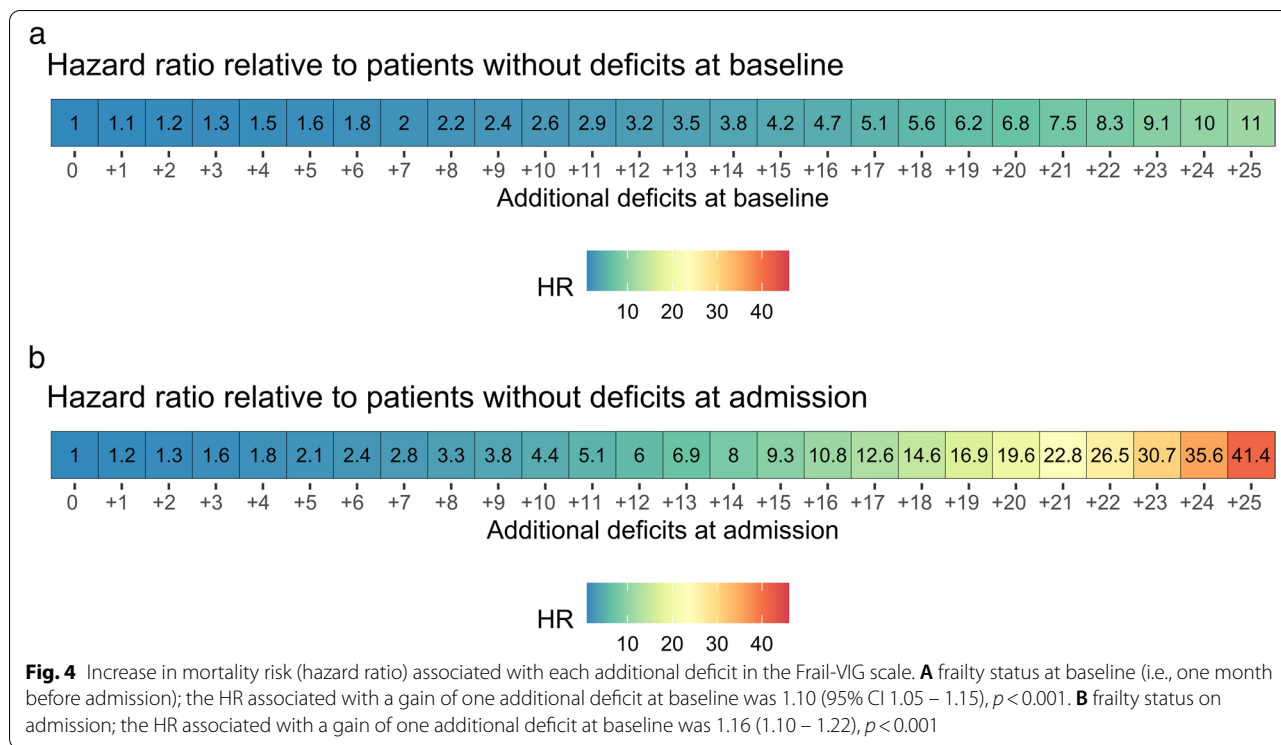 a
Hazard ratio relative to patients without deficits at baseline
1 1.1 1.2 1.3 1.5 1.6 1.8 2 2.2 2.4 2.6 2.9 3.2 3.5 3.8 4.2 4.7 5.1 5.6 6.2 6.8 7.5 8.3 9.1 10 11
0 +1 +2 +3 +4 +5 +6 +7 +8 +9 +10 +11 +12 +13 +14 +15 +16 +17 +18 +19 +20 +21 +22 +23 +24 +25
Additional deficits at baseline
HR
10 20 30 40
b
Hazard ratio relative to patients without deficits at admission
1 1.2 1.3 1.6 1.8 2.1 2.4 2.8 3.3 3.8 4.4 5.1 6 6.9 8 9.3 10.8 12.6 14.6 16.9 19.6 22.8 26.5 30.7 35.6 41.4
0 +1 +2 +3 +4 +5 +6 +7 +8 +9 +10 +11 +12 +13 +14 +15 +16 +17 +18 +19 +20 +21 +22 +23 +24 +25
Additional deficits at admission
HR
10 20 30 40
Fig. 4 Increase in mortality risk (hazard ratio) associated with each additional deficit in the Frail-VIG scale. A frailty status at baseline (i.e., one month
before admission); the HR associated with a gain of one additional deficit at baseline was 1.10 (95% CI 1.05 – 1.15), p < 0.001. B frailty status on
admission; the HR associated with a gain of one additional deficit at baseline was 1.16 (1.10 – 1.22), p < 0.001